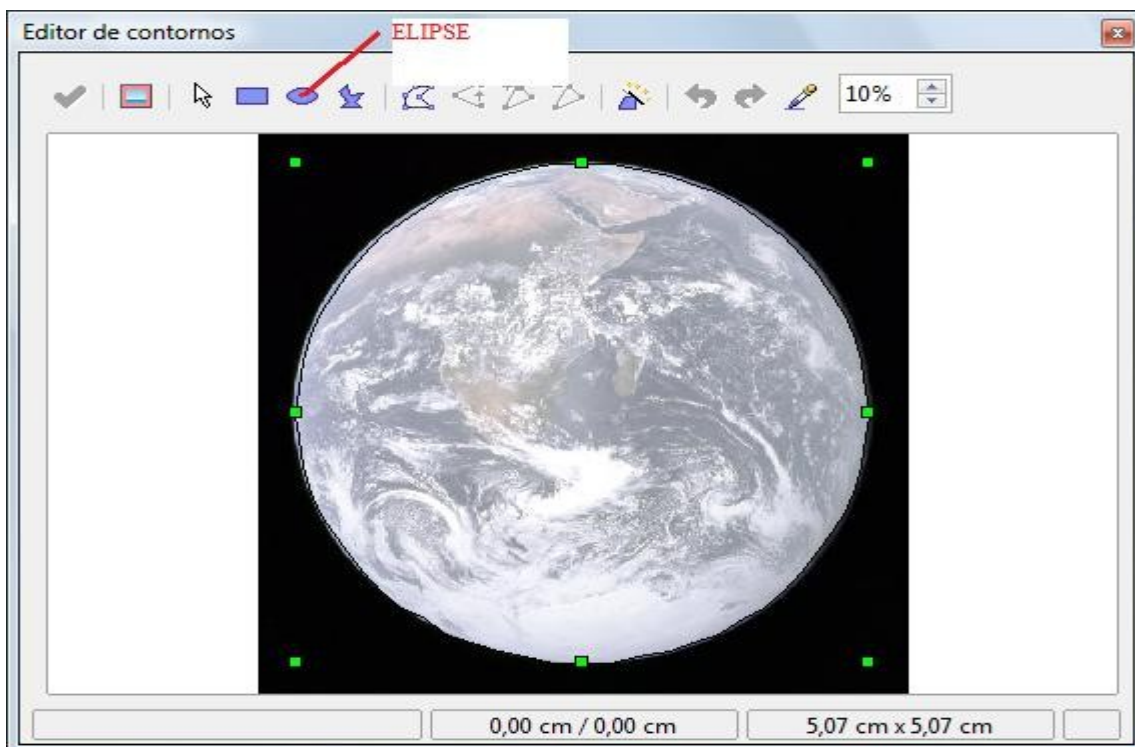 Editor de contornos
ELIPSE
10%
0,00 cm / 0,00 cm
5,07 cm x 5,07 cm